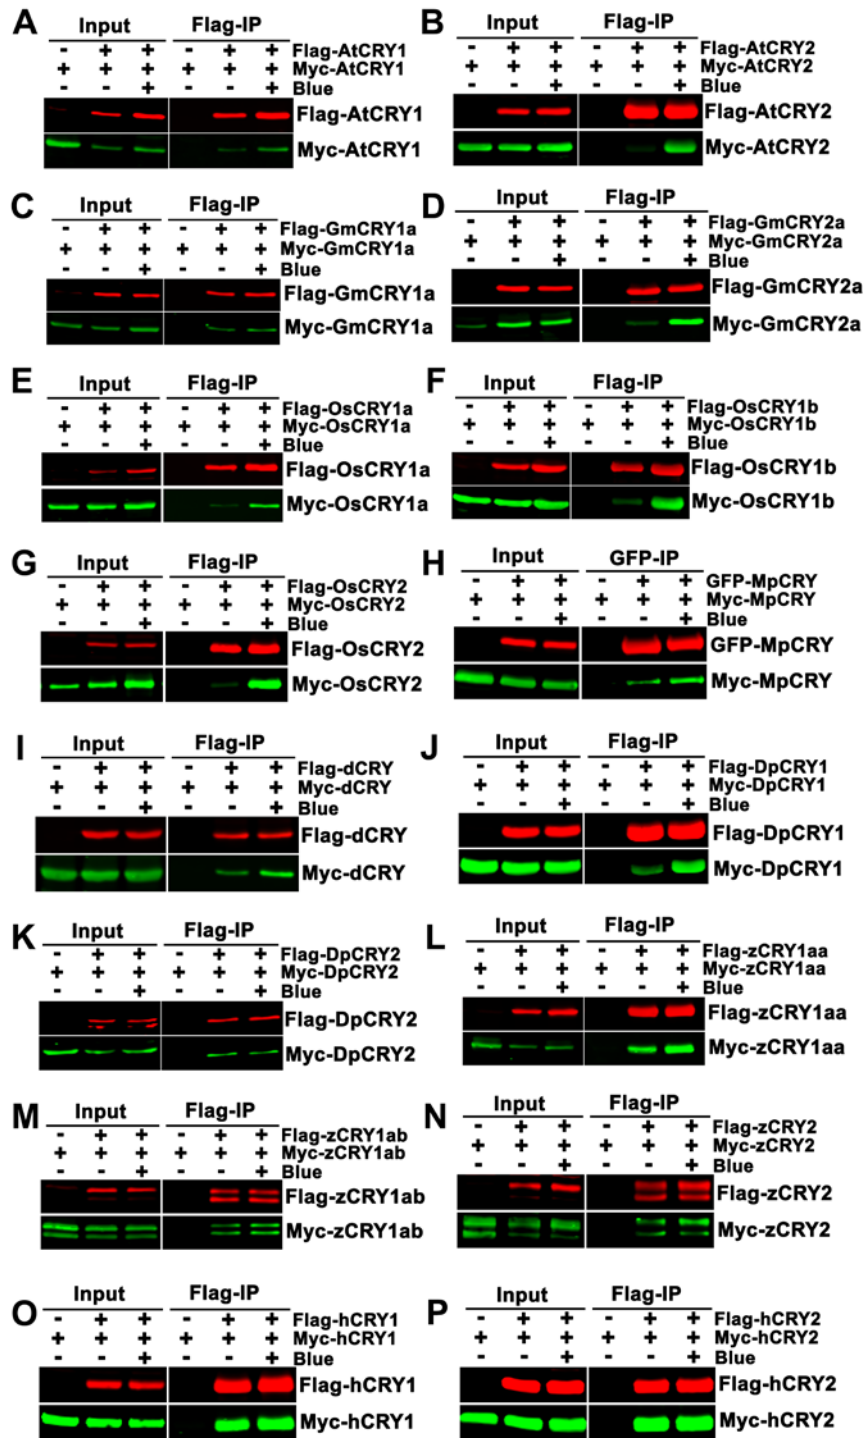 A
Input Flag-IP
- + + - + + Flag-AtCRY1
+ + + + + + Myc-AtCRY1
- - + - - + Blue
Flag-AtCRY1
Myc-AtCRY1
B
Input Flag-IP
- + + - + + Flag-AtCRY2
+ + + + + + Myc-AtCRY2
- - + - - + Blue
Flag-AtCRY2
Myc-AtCRY2
C
Input Flag-IP
- + + - + + Flag-GmCRY1a
+ + + + + + Myc-GmCRY1a
- - + - - + Blue
Flag-GmCRY1a
Myc-GmCRY1a
D
Input Flag-IP
- + + - + + Flag-GmCRY2a
+ + + + + + Myc-GmCRY2a
- - + - - + Blue
Flag-GmCRY2a
Myc-GmCRY2a
E
Input Flag-IP
- + + - + + Flag-OsCRY1a
+ + + + + + Myc-OsCRY1a
- - + - - + Blue
Flag-OsCRY1a
Myc-OsCRY1a
F
Input Flag-IP
- + + - + + Flag-OsCRY1b
+ + + + + + Myc-OsCRY1b
- - + - - + Blue
Flag-OsCRY1b
Myc-OsCRY1b
G
Input Flag-IP
- + + - + + Flag-OsCRY2
+ + + + + + Myc-OsCRY2
- - + - - + Blue
Flag-OsCRY2
Myc-OsCRY2
H
Input GFP-IP
- + + - + + GFP-MpCRY
+ + + + + + Myc-MpCRY
- - + - - + Blue
GFP-MpCRY
Myc-MpCRY
I
Input Flag-IP
- + + - + + Flag-dCRY
+ + + + + + Myc-dCRY
- - + - - + Blue
Flag-dCRY
Myc-dCRY
J
Input Flag-IP
- + + - + + Flag-DpCRY1
+ + + + + + Myc-DpCRY1
- - + - - + Blue
Flag-DpCRY1
Myc-DpCRY1
K
Input Flag-IP
- + + - + + Flag-DpCRY2
+ + + + + + Myc-DpCRY2
- - + - - + Blue
Flag-DpCRY2
Myc-DpCRY2
L
Input Flag-IP
- + + - + + Flag-zCRY1aa
+ + + + + + Myc-zCRY1aa
- - + - - + Blue
Flag-zCRY1aa
Myc-zCRY1aa
M
Input Flag-IP
- + + - + + Flag-zCRY1ab
+ + + + + + Myc-zCRY1ab
- - + - - + Blue
Flag-zCRY1ab
Myc-zCRY1ab
N
Input Flag-IP
- + + - + + Flag-zCRY2
+ + + + + + Myc-zCRY2
- - + - - + Blue
Flag-zCRY2
Myc-zCRY2
O
Input Flag-IP
- + + - + + Flag-hCRY1
+ + + + + + Myc-hCRY1
- - + - - + Blue
Flag-hCRY1
Myc-hCRY1
P
Input Flag-IP
- + + - + + Flag-hCRY2
+ + + + + + Myc-hCRY2
- - + - - + Blue
Flag-hCRY2
Myc-hCRY2